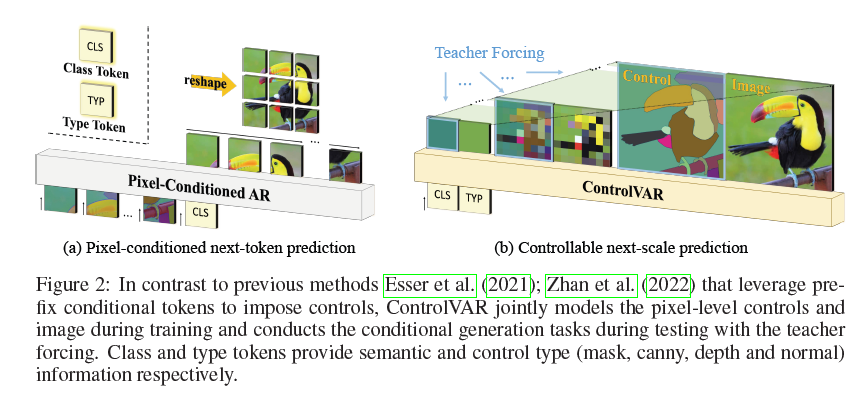 CLS
Class Token
TYP
Type Token
reshape
...
Pixel-Conditioned AR
...
CLS
(a) Pixel-conditioned next-token prediction
Teacher Forcing
...
...
...
Control
Image
ControlVAR
CLS
TYP
(b) Controllable next-scale prediction
Figure 2: In contrast to previous methods Esser et al. (2021); Zhan et al. (2022) that leverage pre-
fix conditional tokens to impose controls, ControlVAR jointly models the pixel-level controls and
image during training and conducts the conditional generation tasks during testing with the teacher
forcing. Class and type tokens provide semantic and control type (mask, canny, depth and normal)
information respectively.